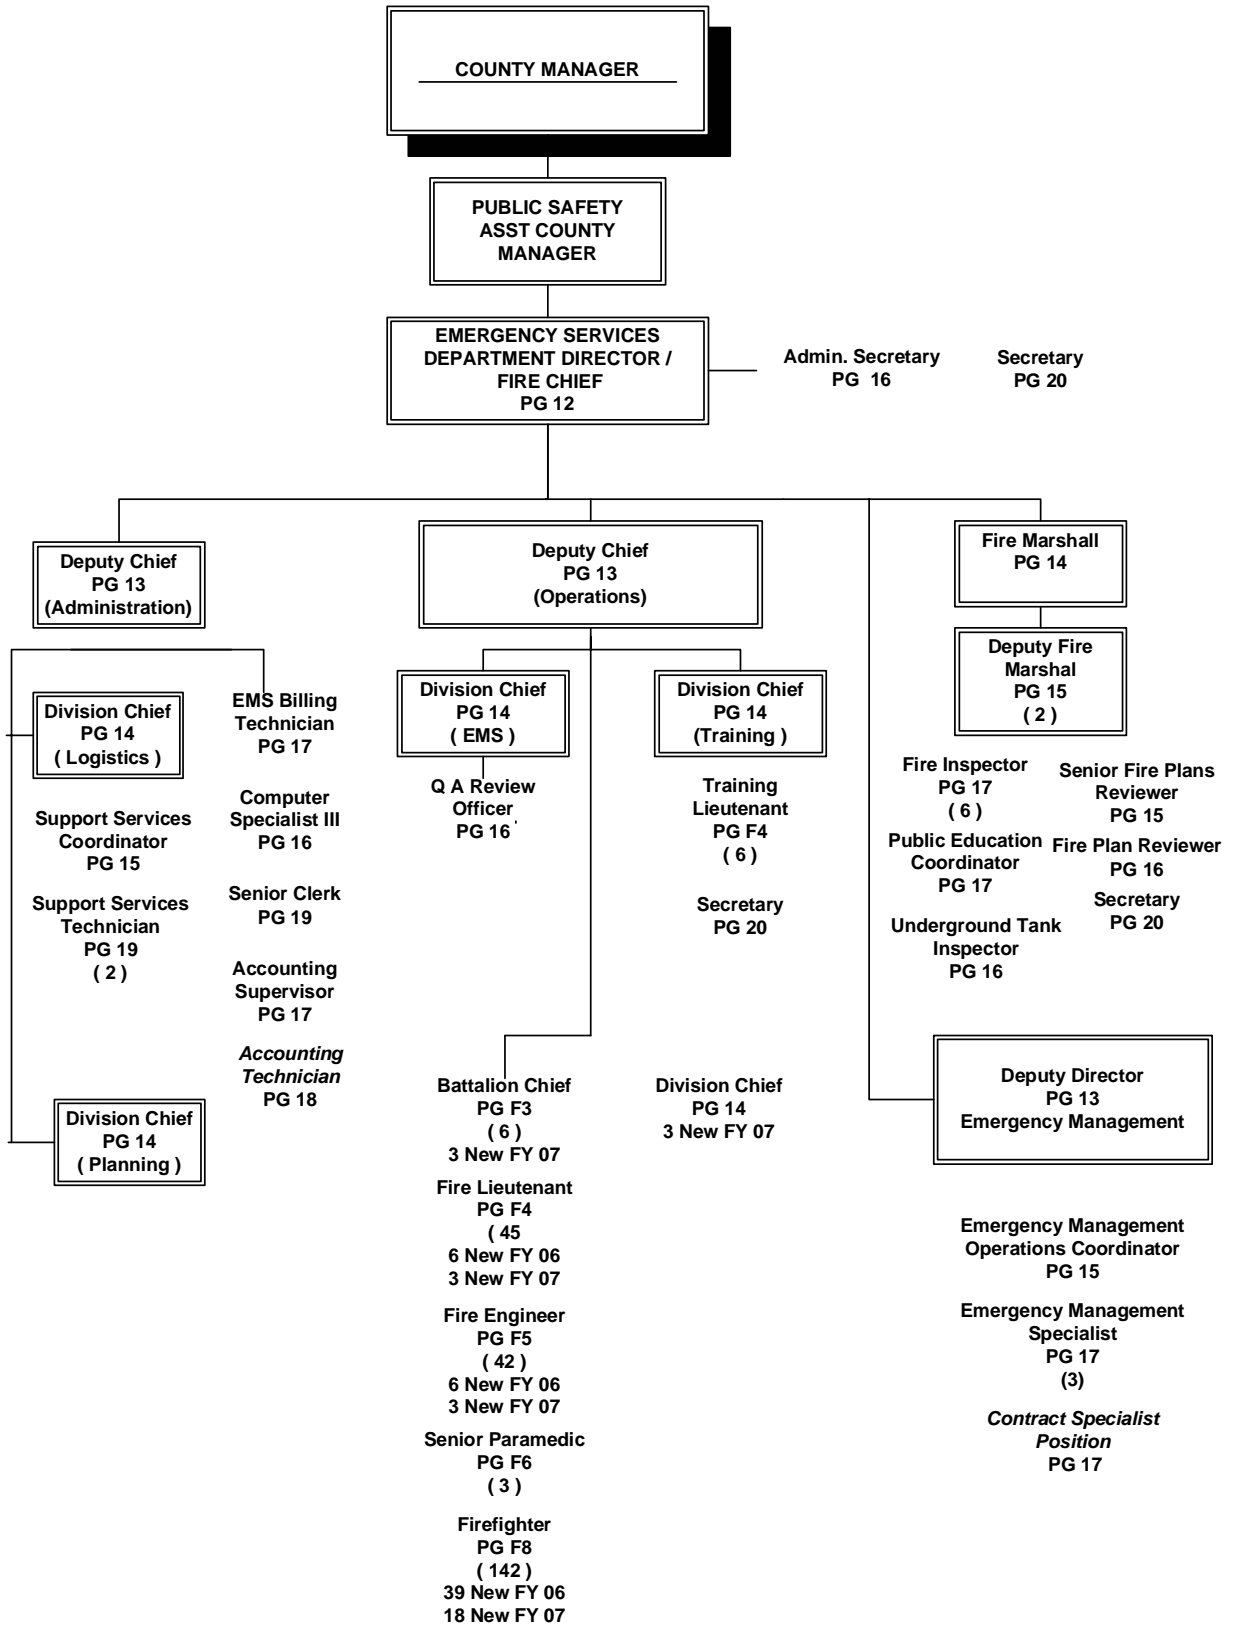 COUNTY MANAGER
PUBLIC SAFETY
ASST COUNTY
MANAGER
EMERGENCY SERVICES
DEPARTMENT DIRECTOR /
FIRE CHIEF
PG 12
Admin. Secretary
PG 16
Secretary
PG 20
Deputy Chief
PG 13
(Administration)
Division Chief
PG 14
( Logistics )
Support Services
Coordinator
PG 15
Support Services
Technician
PG 19
( 2 )
EMS Billing
Technician
PG 17
Computer
Specialist III
PG 16
Senior Clerk
PG 19
Accounting
Supervisor
PG 17
Accounting
Technician
PG 18
Division Chief
PG 14
( Planning )
Deputy Chief
PG 13
(Operations)
Division Chief
PG 14
( EMS )
Q A Review
Officer
PG 16
Division Chief
PG 14
(Training )
Training
Lieutenant
PG F4
( 6 )
Secretary
PG 20
Battalion Chief
PG F3
( 6 )
3 New FY 07
Fire Lieutenant
PG F4
( 45
6 New FY 06
3 New FY 07
Fire Engineer
PG F5
( 42 )
6 New FY 06
3 New FY 07
Senior Paramedic
PG F6
( 3 )
Firefighter
PG F8
( 142 )
39 New FY 06
18 New FY 07
Division Chief
PG 14
3 New FY 07
Fire Marshall
PG 14
Deputy Fire
Marshal
PG 15
( 2 )
Fire Inspector
PG 17
( 6 )
Public Education
Coordinator
PG 17
Underground Tank
Inspector
PG 16
Senior Fire Plans
Reviewer
PG 15
Fire Plan Reviewer
PG 16
Secretary
PG 20
Deputy Director
PG 13
Emergency Management
Emergency Management
Operations Coordinator
PG 15
Emergency Management
Specialist
PG 17
(3)
Contract Specialist
Position
PG 17